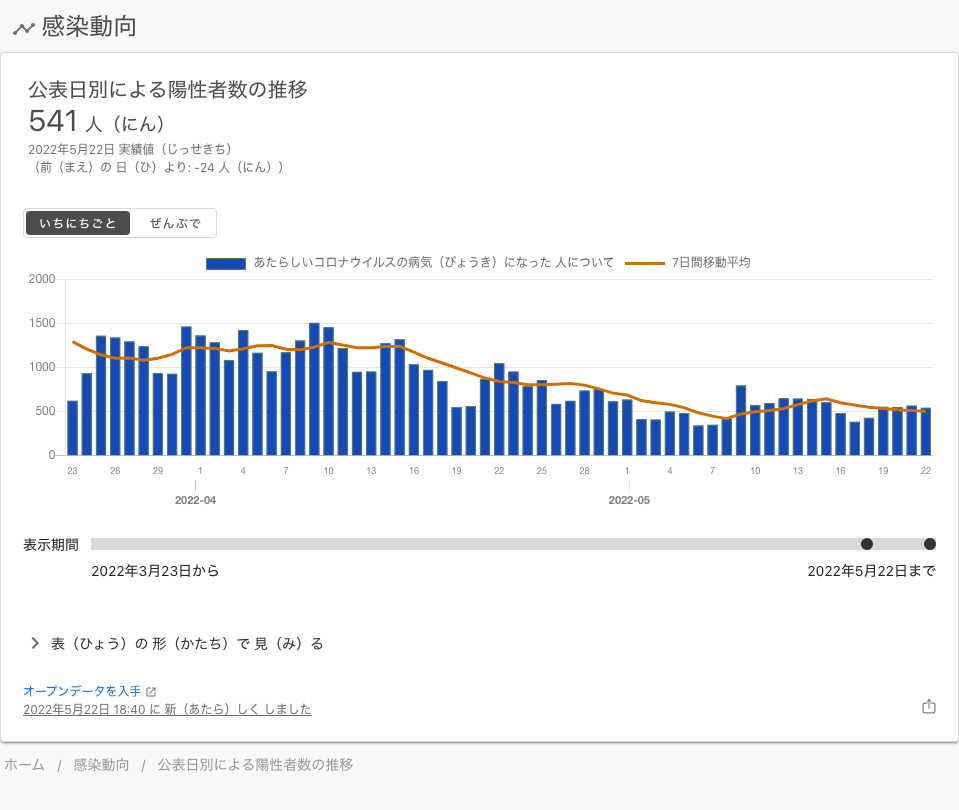 感染動向
公表日別による陽性者数の推移
541 人（にん）
2022年5月22日 実績値（じっせきち）
（前（まえ）の 日（ひ）より: -24 人（にん））
いちにちごと ぜんぶで
あたらしいコロナウイルスの病気（びょうき）になった 人について 7日間移動平均
2000
1500
1000
500
0
23 26 29 1 4 7 10 13 16 19 22 25 28 1 4 7 10 13 16 19 22
2022-04 2022-05
表示期間
2022年3月23日から 2022年5月22日まで
表（ひょう）の 形（かたち）で 見（み）る
オープンデータを入手
2022年5月22日 18:40 に 新（あたら）しく しました
ホーム / 感染動向 / 公表日別による陽性者数の推移